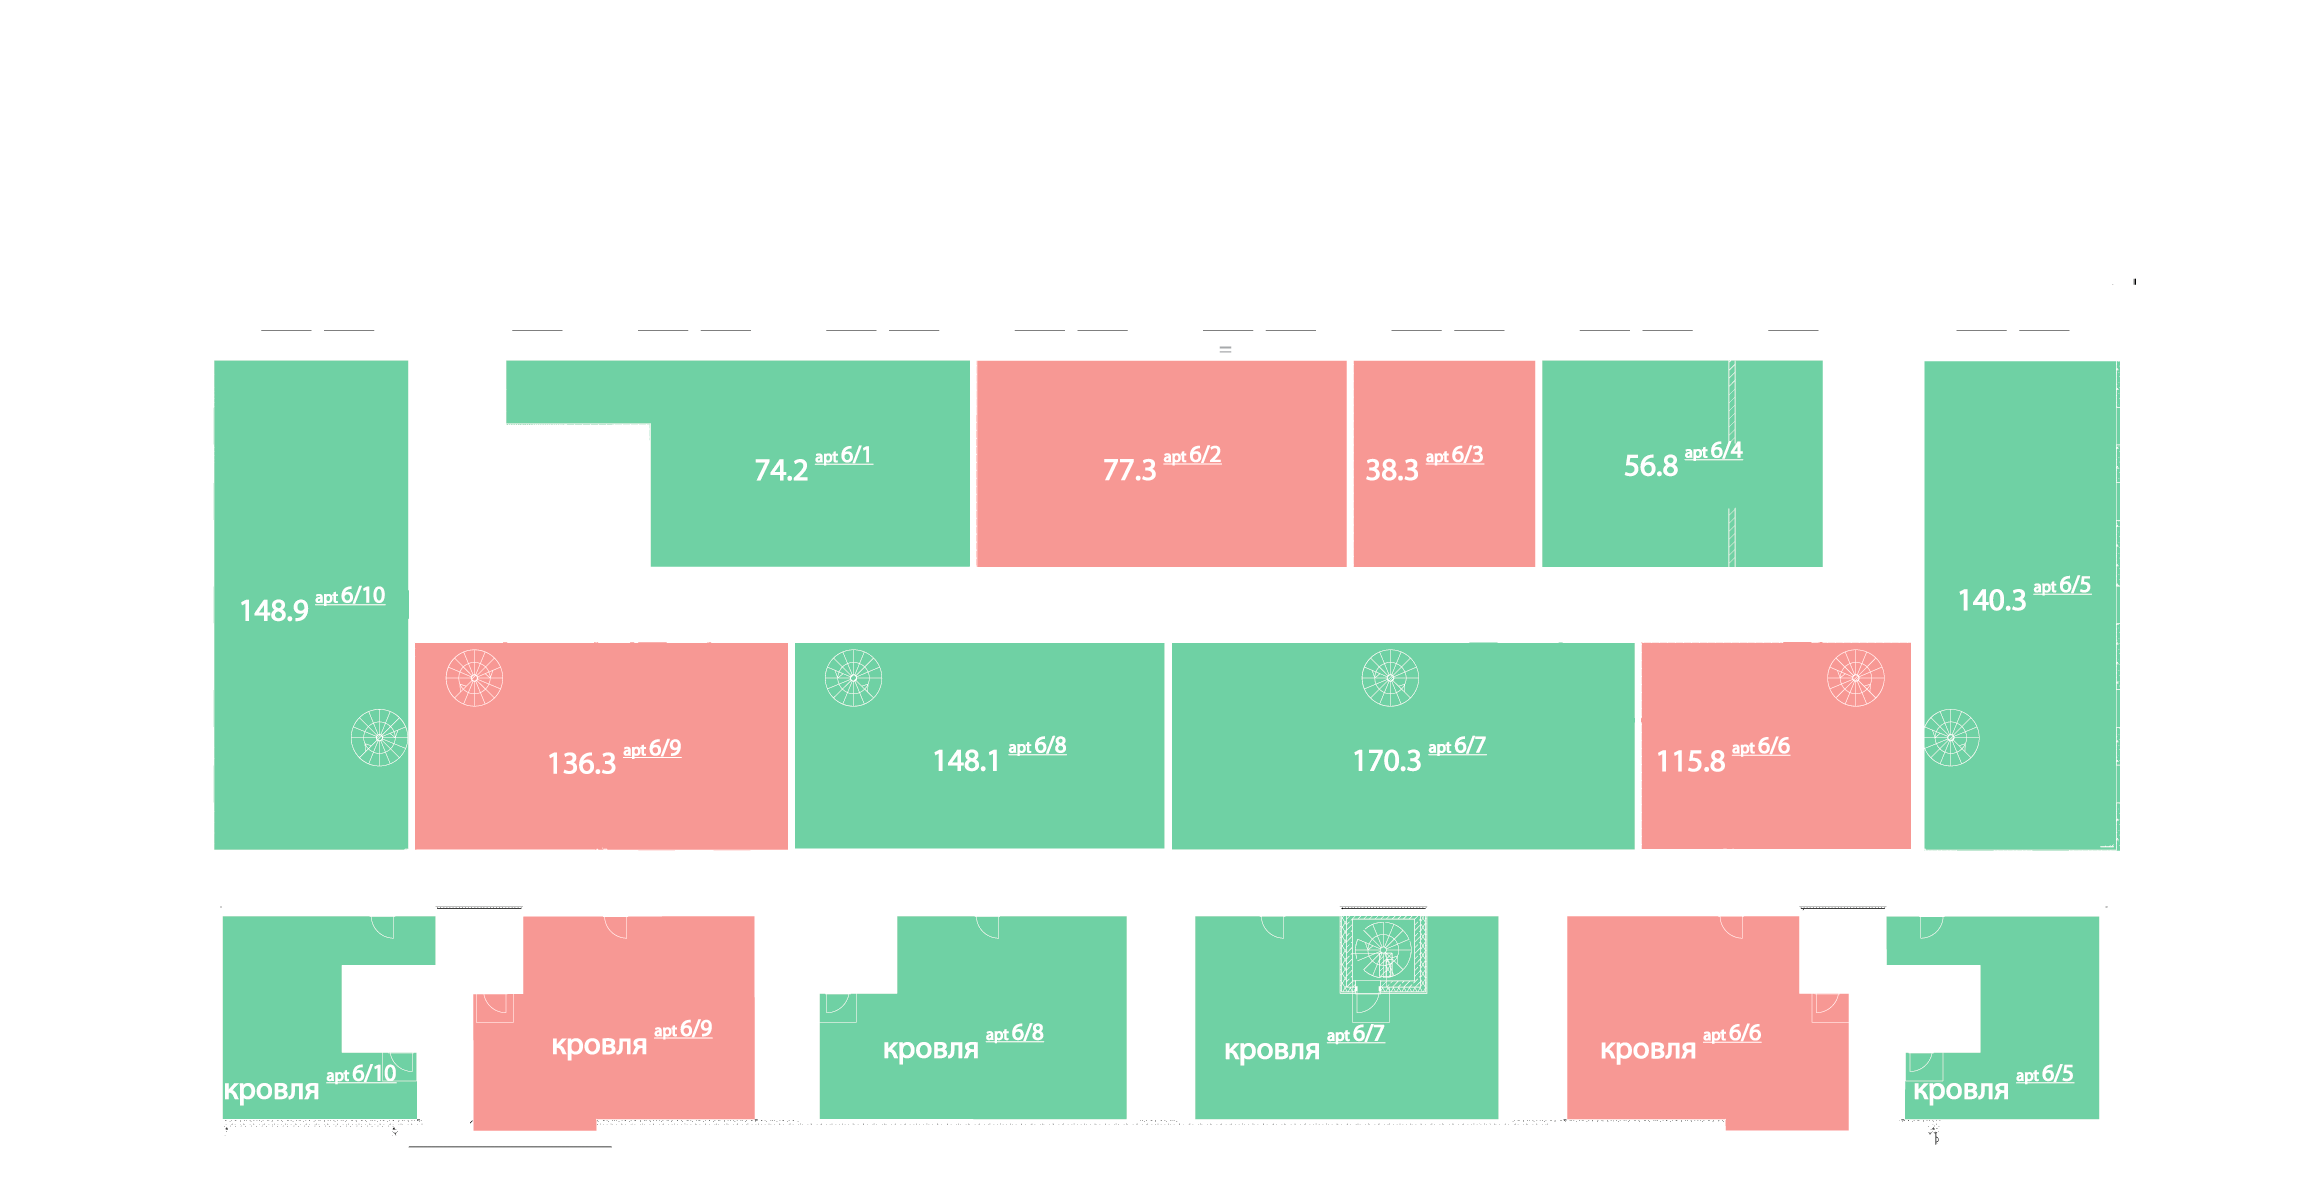 74.2 apt 6/1
77.3 apt 6/2
38.3 apt 6/3
56.8 apt 6/4
148.9 apt 6/10
140.3 apt 6/5
136.3 apt 6/9
148.1 apt 6/8
170.3 apt 6/7
115.8 apt 6/6
кровля apt 6/10
кровля apt 6/9
кровля apt 6/8
кровля apt 6/7
кровля apt 6/6
кровля apt 6/5